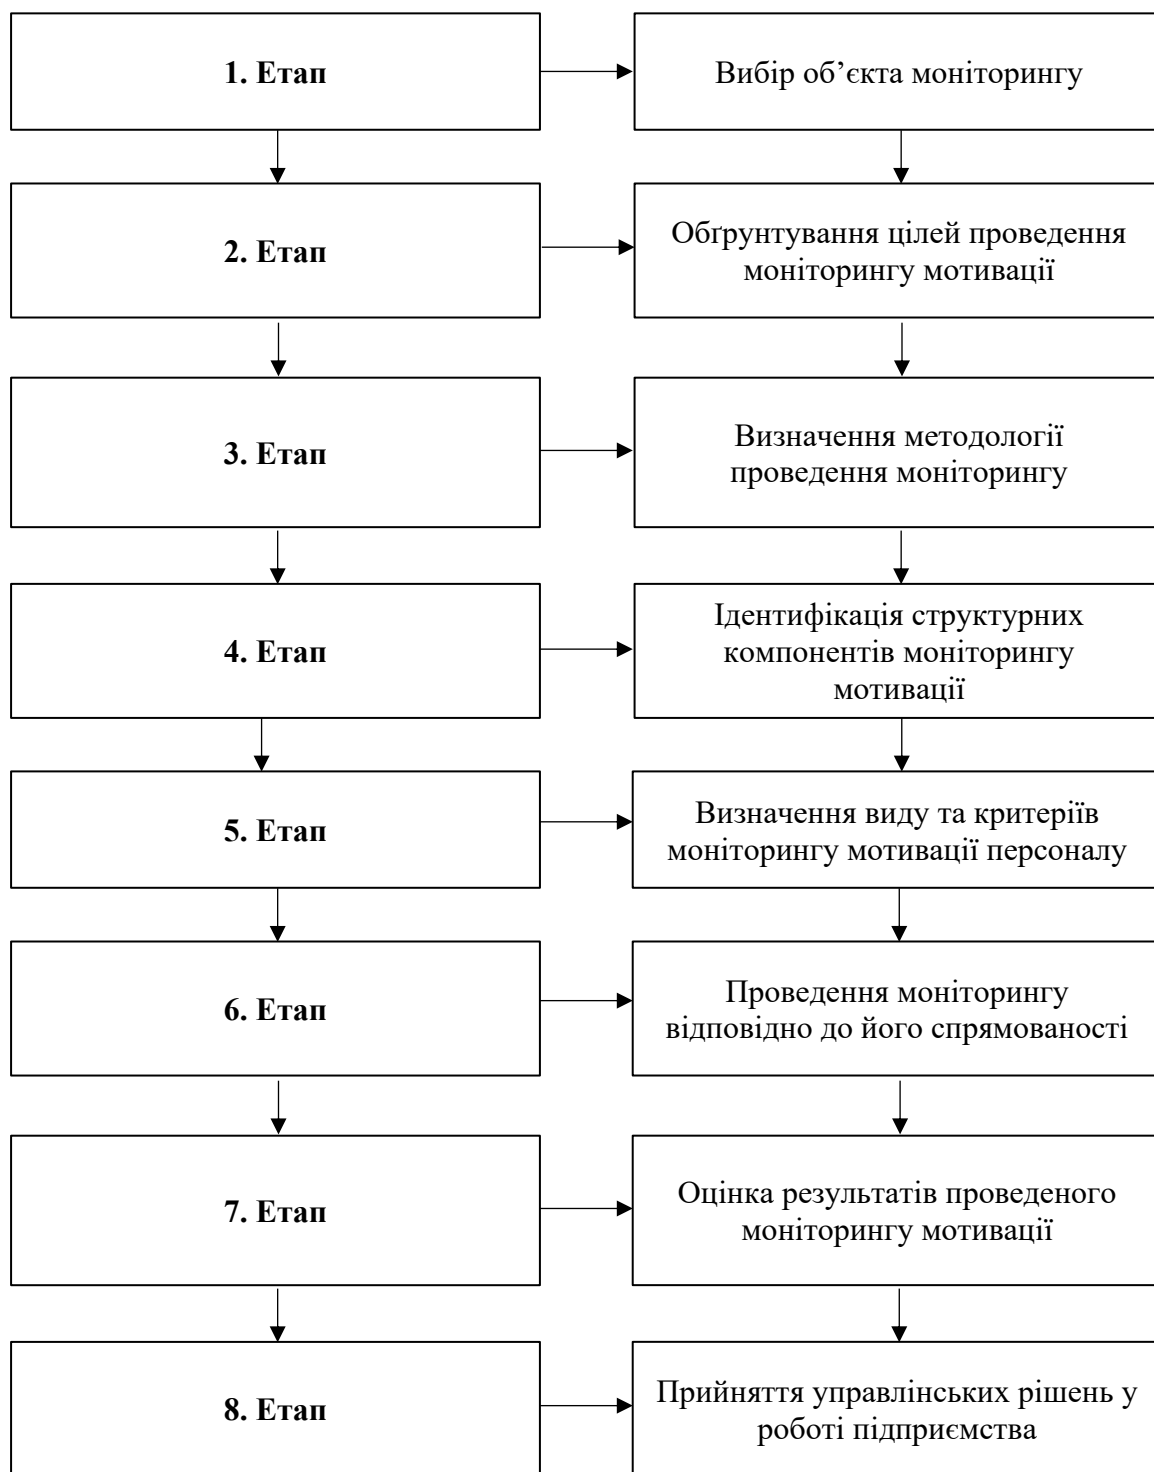 1. Етап
Вибір об’єкта моніторингу
2. Етап
Обґрунтування цілей проведення
моніторингу мотивації
3. Етап
Визначення методології
проведення моніторингу
4. Етап
Ідентифікація структурних
компонентів моніторингу
мотивації
5. Етап
Визначення виду та критеріїв
моніторингу мотивації персоналу
6. Етап
Проведення моніторингу
відповідно до його спрямованості
7. Етап
Оцінка результатів проведеного
моніторингу мотивації
8. Етап
Прийняття управлінських рішень у
роботі підприємства